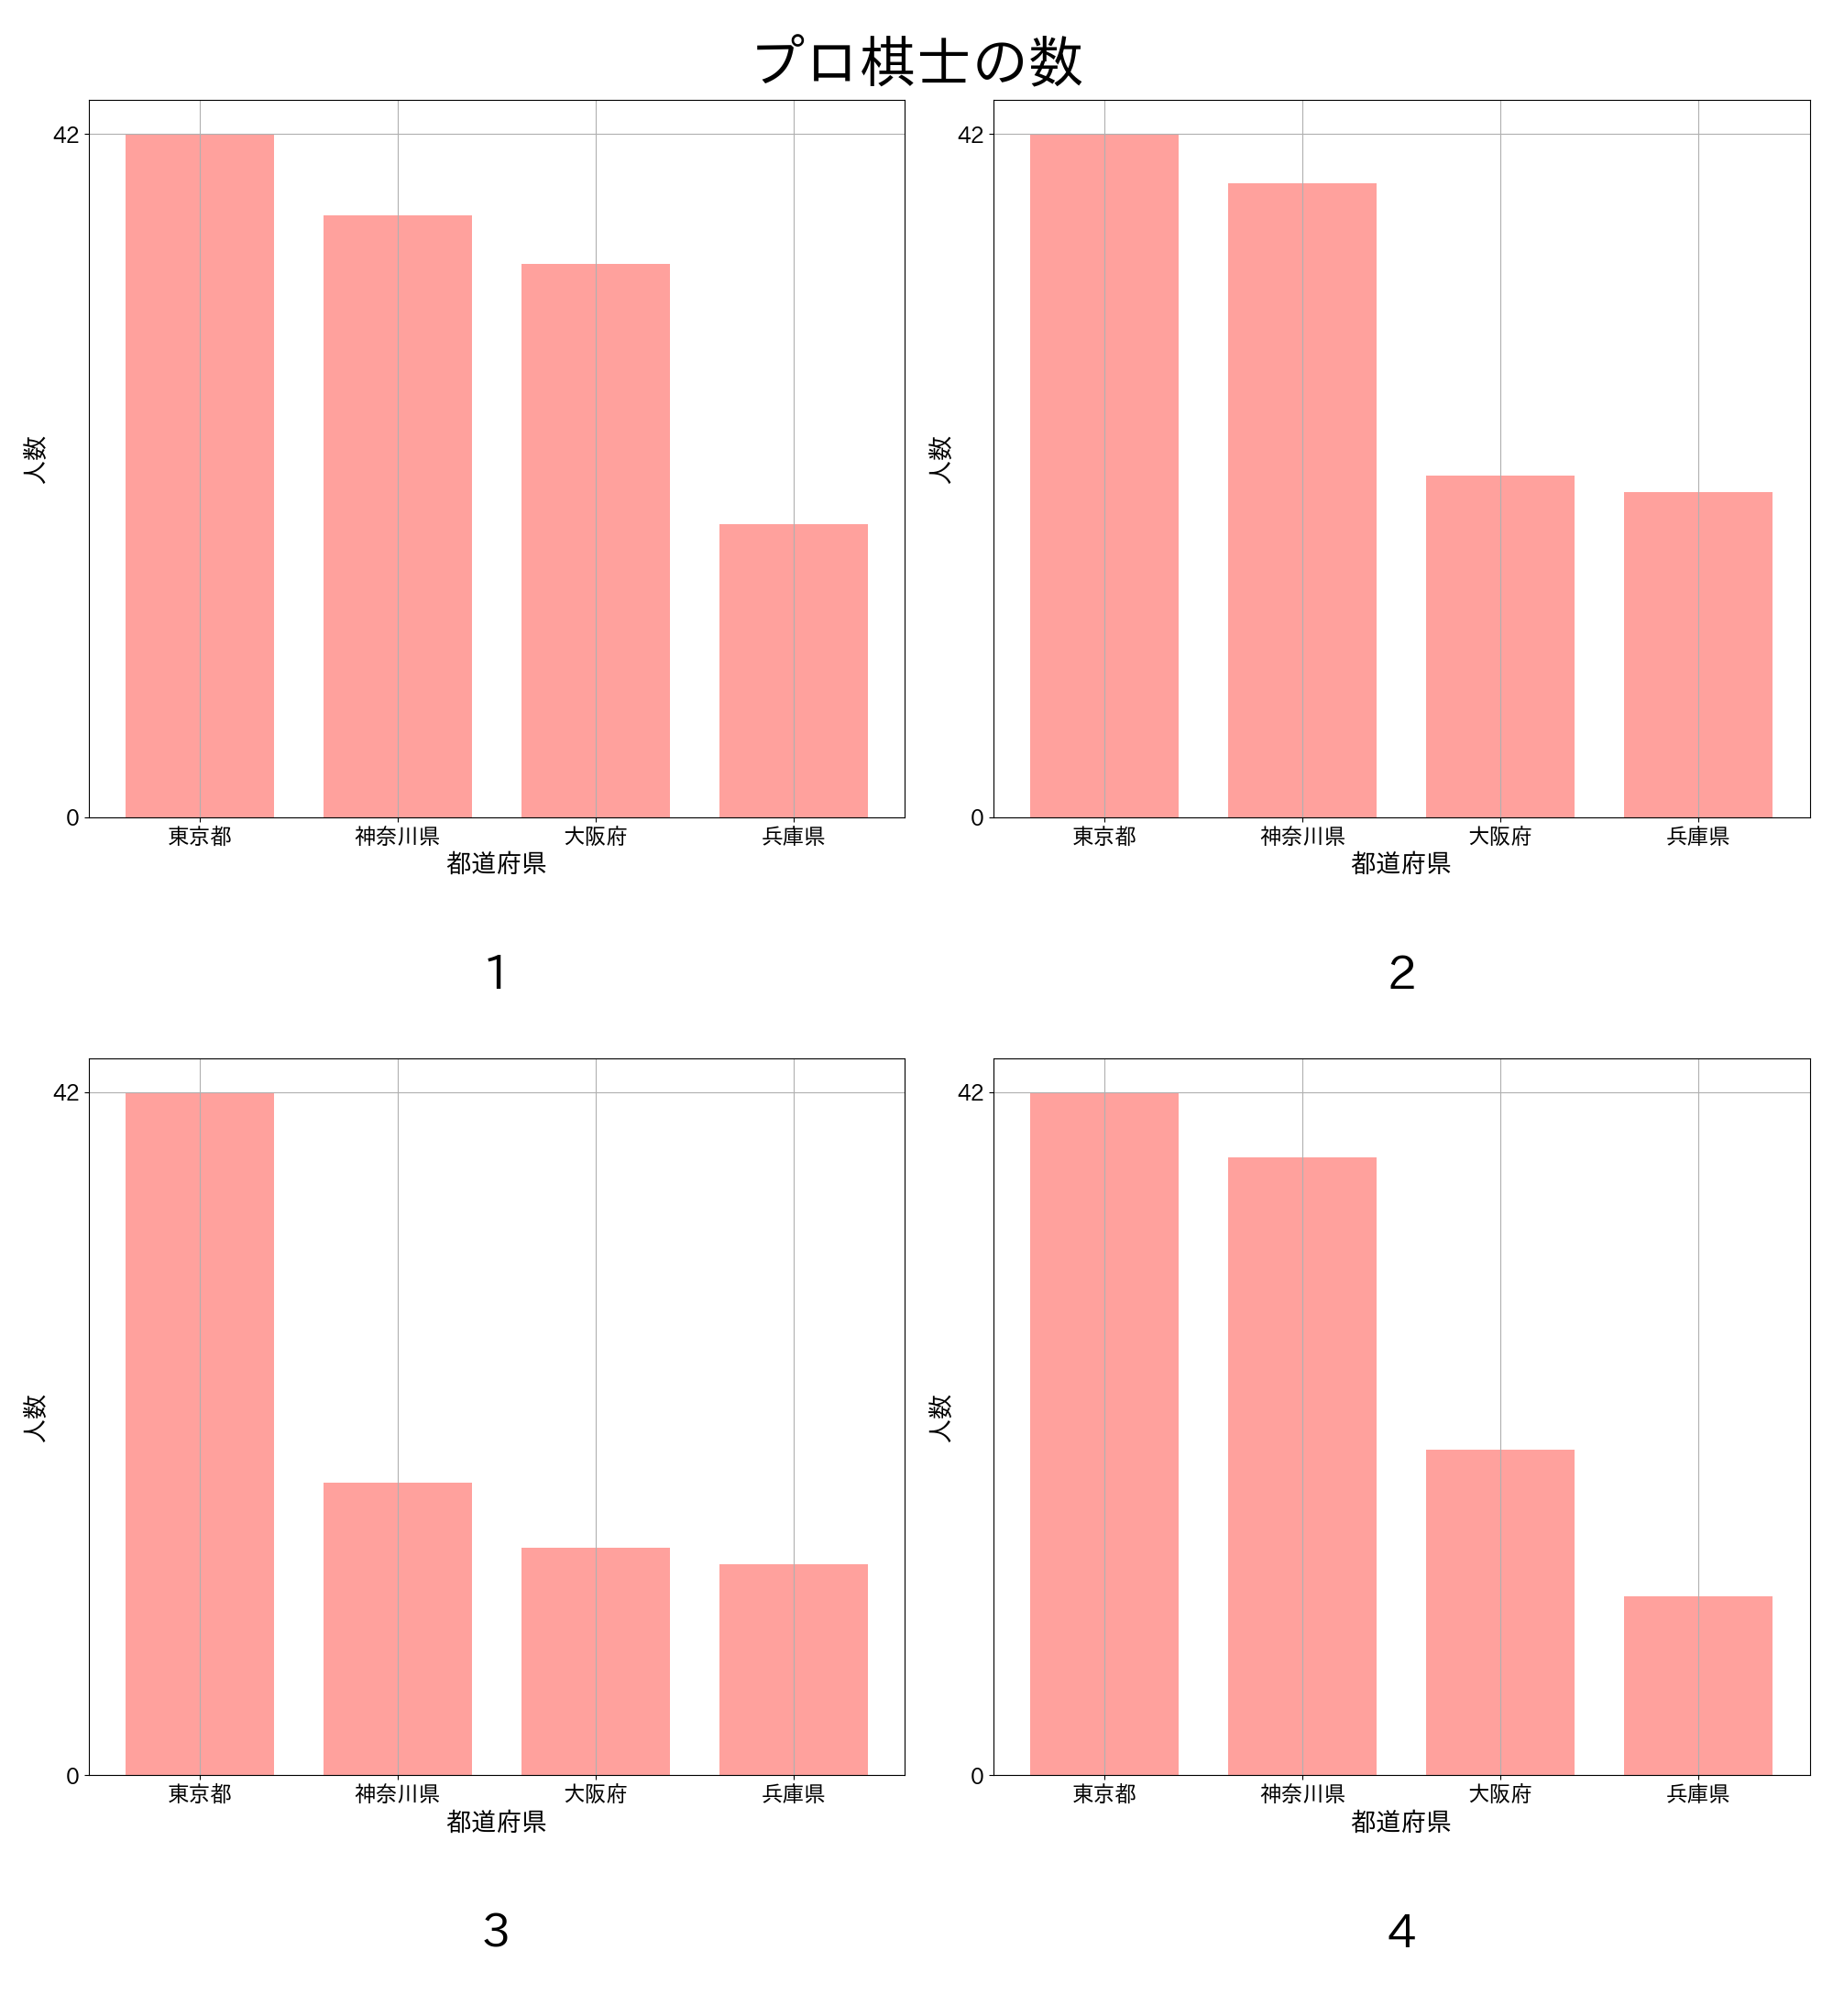 プロ棋士の数
42
人数
0
東京都 神奈川県 大阪府 兵庫県
都道府県
1
42
人数
0
東京都 神奈川県 大阪府 兵庫県
都道府県
2
42
人数
0
東京都 神奈川県 大阪府 兵庫県
都道府県
3
42
人数
0
東京都 神奈川県 大阪府 兵庫県
都道府県
4